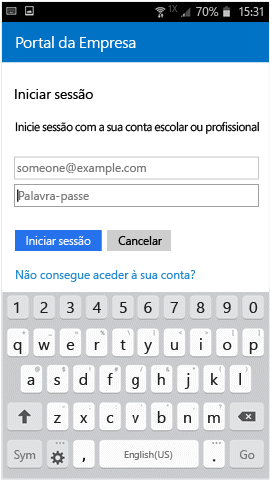 1X 70% 15:31
Portal da Empresa
Iniciar sessão
Inicie sessão com a sua conta escolar ou profissional
someone@example.com
Palavra-passe
Iniciar sessão Cancelar
Não consegue aceder à sua conta?
1 2 3 4 5 6 7 8 9 0
q w e r t y u i o p
a s d f g h j k l
z x c v b n m
Sym , English(US) . Go